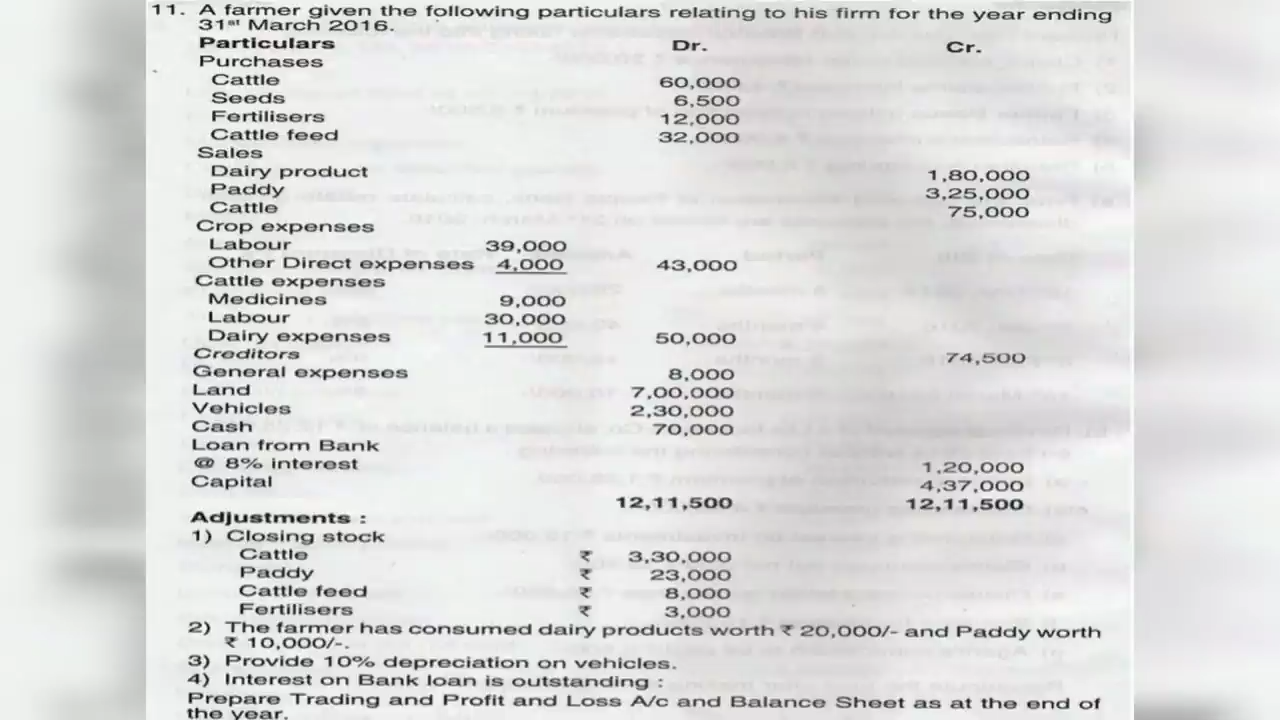 11. A farmer given the following particulars relating to his firm for the year ending
31st March 2016.
Particulars Dr. Cr.
Purchases
Cattle 60,000
Seeds 6,500
Fertilisers 12,000
Cattle feed 32,000
Sales
Dairy product 1,80,000
Paddy 3,25,000
Cattle 75,000
Crop expenses
Labour 39,000
Other Direct expenses 4,000 43,000
Cattle expenses
Medicines 9,000
Labour 30,000
Dairy expenses 11,000 50,000
Creditors 74,500
General expenses 8,000
Land 7,00,000
Vehicles 2,30,000
Cash 70,000
Loan from Bank
@ 8% interest 1,20,000
Capital 4,37,000
12,11,500 12,11,500
Adjustments :
1) Closing stock
Cattle ₹ 3,30,000
Paddy ₹ 23,000
Cattle feed ₹ 8,000
Fertilisers ₹ 3,000
2) The farmer has consumed dairy products worth ₹ 20,000/- and Paddy worth
₹ 10,000/-.
3) Provide 10% depreciation on vehicles.
4) Interest on Bank loan is outstanding :
Prepare Trading and Profit and Loss A/c and Balance Sheet as at the end of
the year.